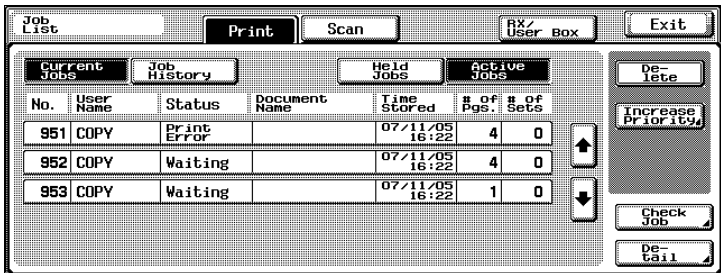 Job List
Print
Scan
RX/ User Box
Exit
Current Jobs
Job History
Held Jobs
Active Jobs
De- lete
No. User Name Status Document Name Time Stored # of Pgs. # of Sets
Increase Priority
951 COPY Print Error 07/11/05 16:22 4 0
952 COPY Waiting 07/11/05 16:22 4 0
953 COPY Waiting 07/11/05 16:22 1 0
Check Job
De- tail